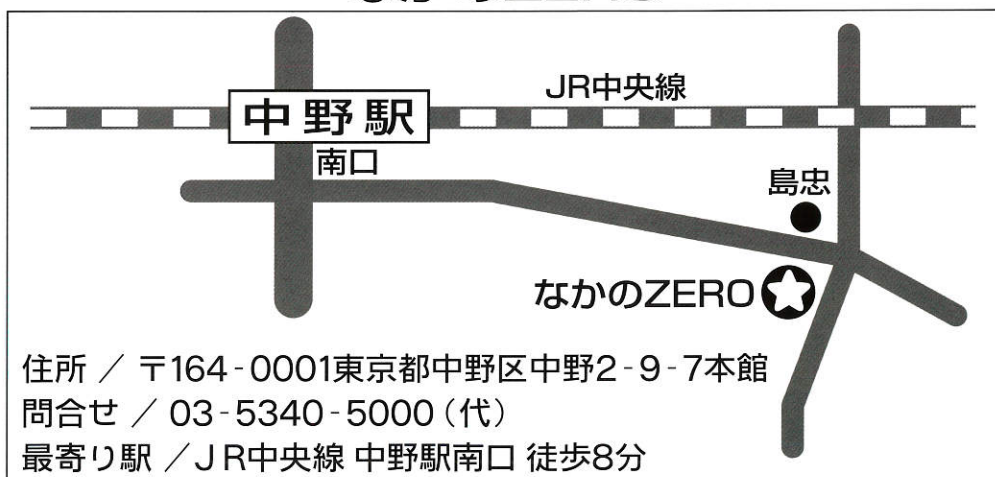 JR中央線
中野駅
南口
島忠
なかのZERO
住所 / 〒164-0001東京都中野区中野2-9-7本館
問合せ / 03-5340-5000(代)
最寄り駅 /JR中央線 中野駅南口 徒歩8分